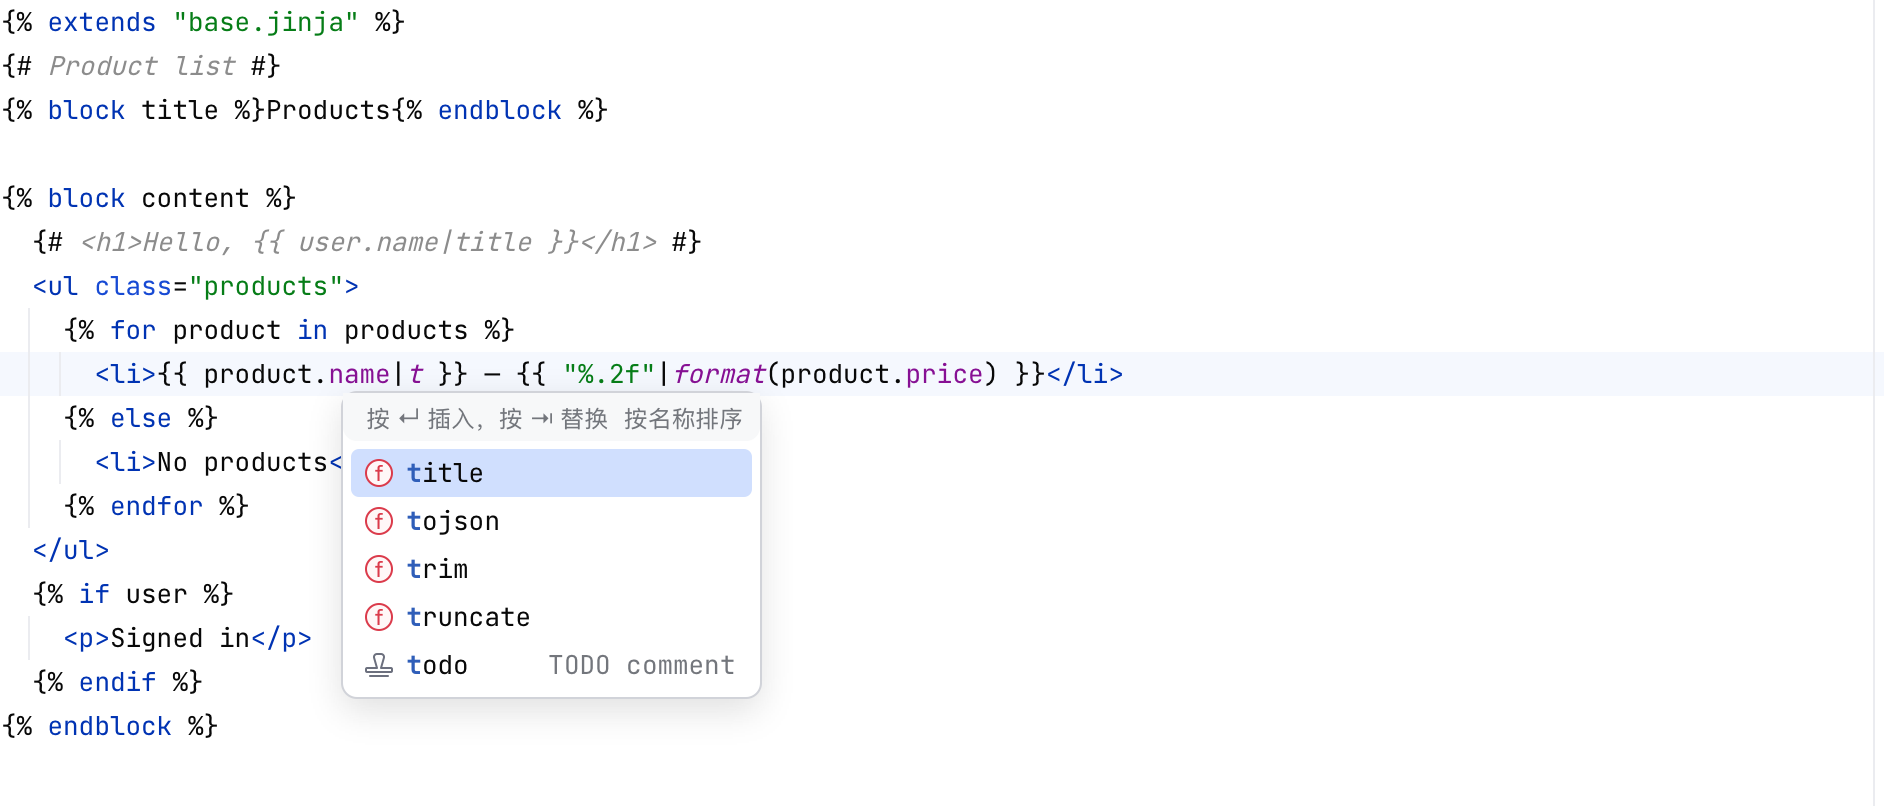 {% extends "base.jinja" %}
{# Product list #}
{% block title %}Products{% endblock %}
{% block content %}
{# <h1>Hello, {{ user.name|title }}</h1> #}
<ul class="products">
{% for product in products %}
<li>{{ product.name|t }} — {{ "%.2f"|format(product.price) }}</li>
{% else %}
<li>No products<
{% endfor %}
</ul>
{% if user %}
<p>Signed in</p>
{% endif %}
{% endblock %}
按 ↵ 插入，按 ⇥ 替换 按名称排序
title
tojson
trim
truncate
todo TODO comment